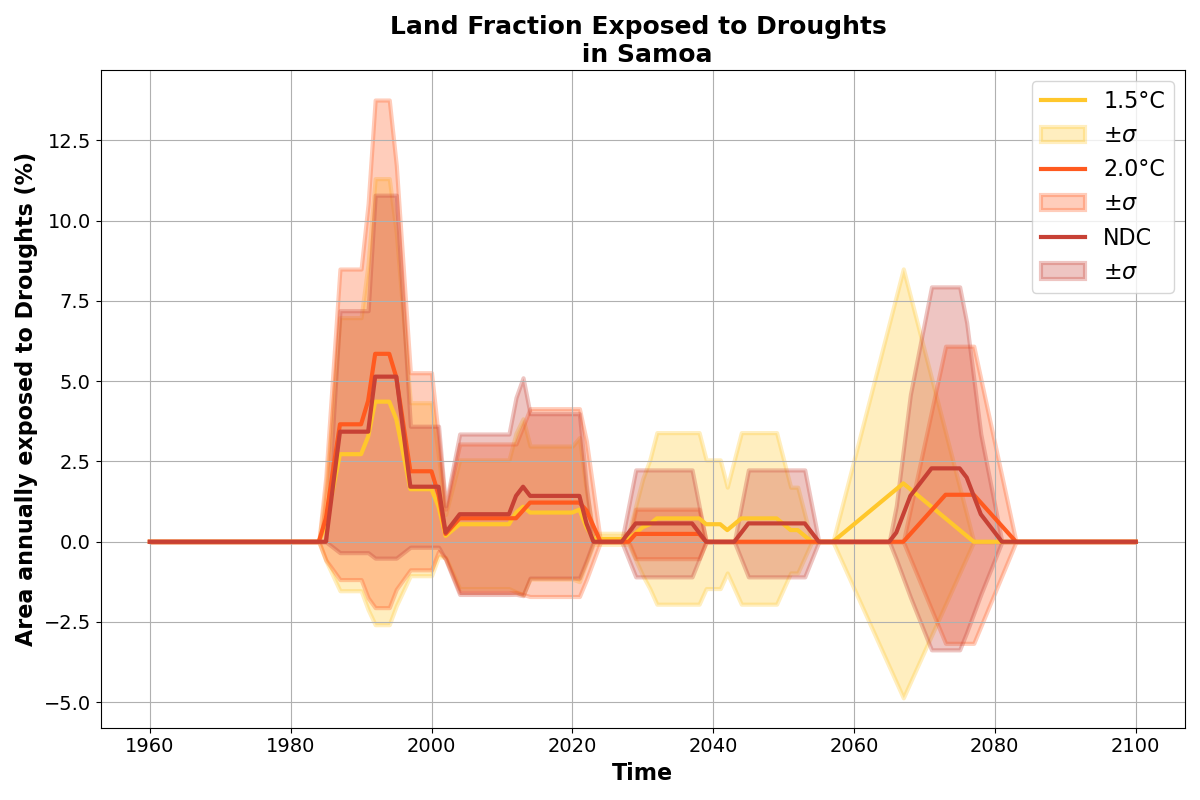 Land Fraction Exposed to Droughts
in Samoa
Area annually exposed to Droughts (%)
12.5
10.0
7.5
5.0
2.5
0.0
−2.5
−5.0
1960
1980
2000
2020
2040
2060
2080
2100
Time
1.5°C
±σ
2.0°C
±σ
NDC
±σ